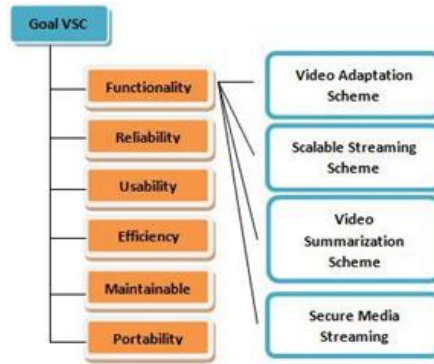 Goal VSC
Functionality
Reliability
Usability
Efficiency
Maintainable
Portability
Video Adaptation
Scheme
Scalable Streaming
Scheme
Video
Summarization
Scheme
Secure Media
Streaming